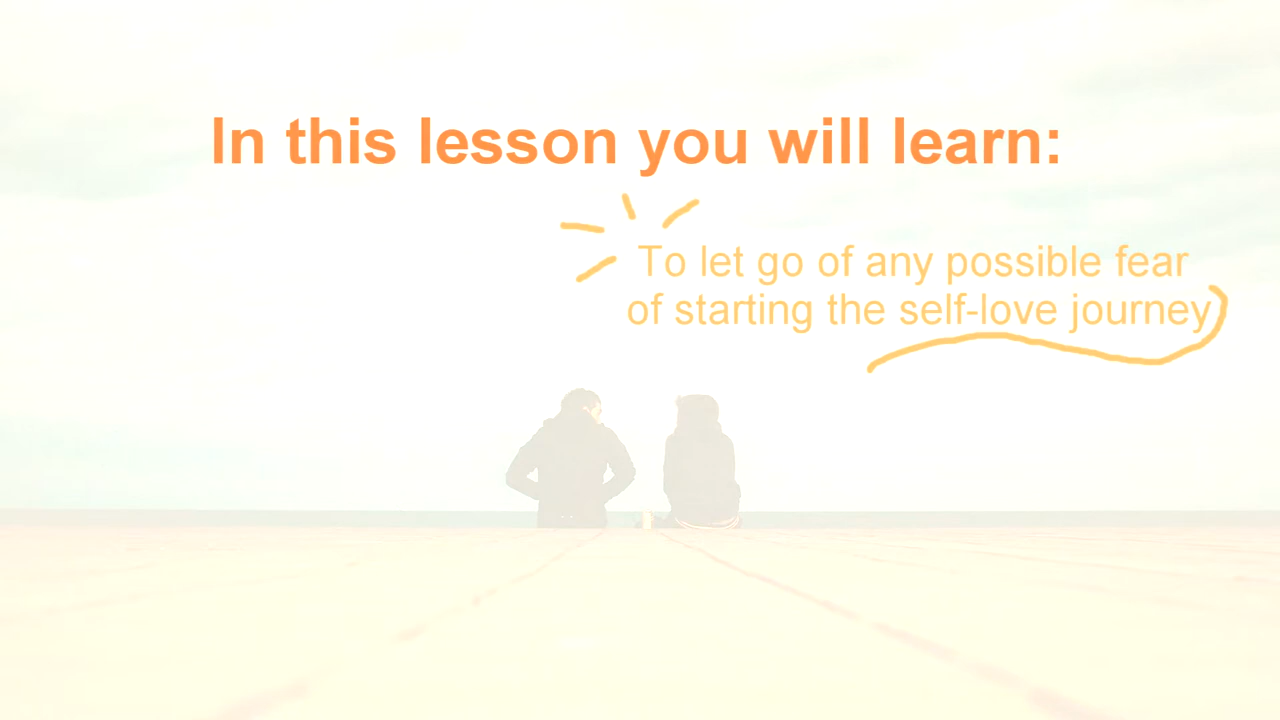 In this lesson you will learn:
To let go of any possible fear
of starting the self-love journey